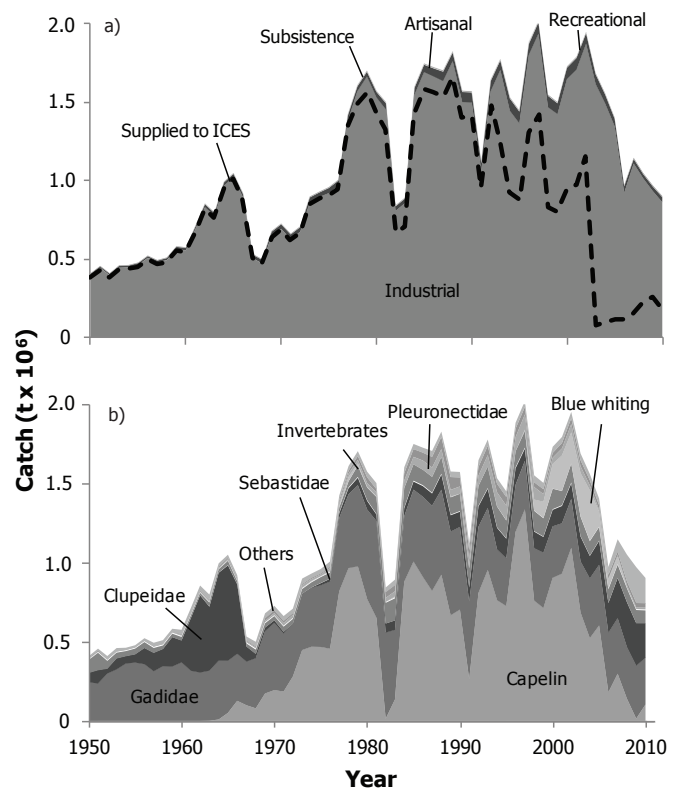 2.0
a)
Subsistence
Artisanal
Recreational
1.5
Supplied to ICES
1.0
0.5
Industrial
0
Catch (t x 10⁶)
2.0
b)
Pleuronectidae
Blue whiting
Invertebrates
1.5
Sebastidae
1.0
Others
Clupeidae
0.5
Gadidae
Capelin
0
1950 1960 1970 1980 1990 2000 2010
Year